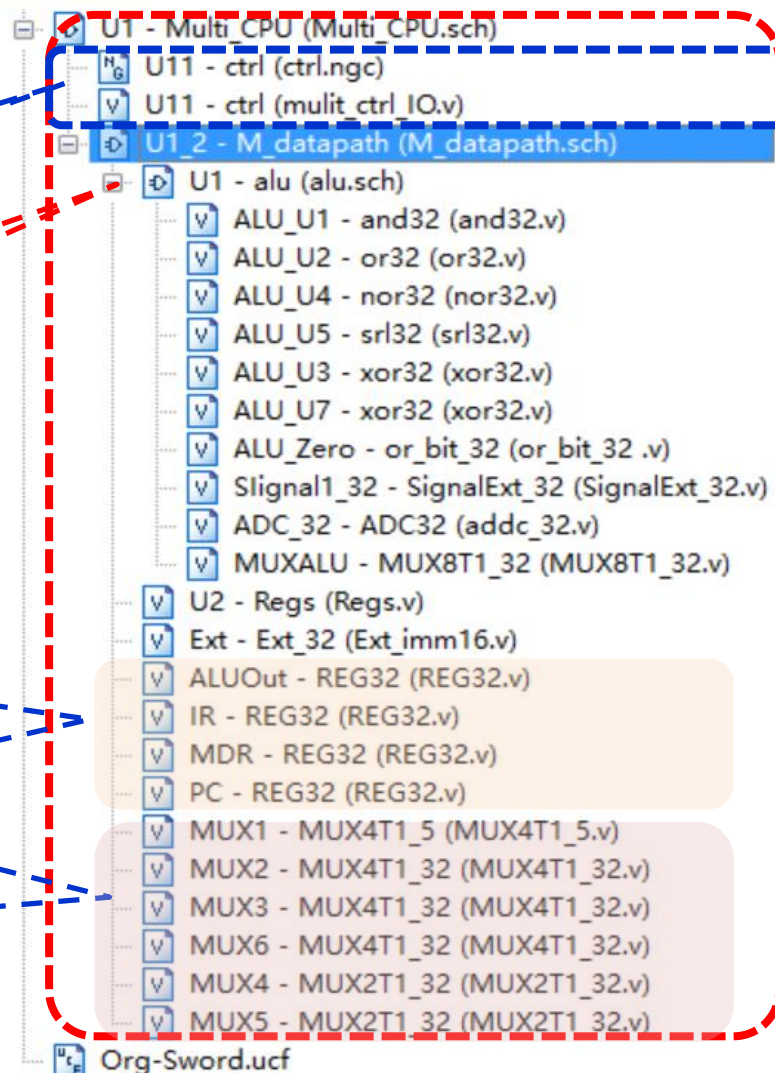 U1 - Multi_CPU (Multi_CPU.sch)
U11 - ctrl (ctrl.ngc)
U11 - ctrl (mulit_ctrl_IO.v)
U1_2 - M_datapath (M_datapath.sch)
U1 - alu (alu.sch)
ALU_U1 - and32 (and32.v)
ALU_U2 - or32 (or32.v)
ALU_U4 - nor32 (nor32.v)
ALU_U5 - srl32 (srl32.v)
ALU_U3 - xor32 (xor32.v)
ALU_U7 - xor32 (xor32.v)
ALU_Zero - or_bit_32 (or_bit_32 .v)
Slignal1_32 - SignalExt_32 (SignalExt_32.v)
ADC_32 - ADC32 (addc_32.v)
MUXALU - MUX8T1_32 (MUX8T1_32.v)
U2 - Regs (Regs.v)
Ext - Ext_32 (Ext_imm16.v)
ALUOut - REG32 (REG32.v)
IR - REG32 (REG32.v)
MDR - REG32 (REG32.v)
PC - REG32 (REG32.v)
MUX1 - MUX4T1_5 (MUX4T1_5.v)
MUX2 - MUX4T1_32 (MUX4T1_32.v)
MUX3 - MUX4T1_32 (MUX4T1_32.v)
MUX6 - MUX4T1_32 (MUX4T1_32.v)
MUX4 - MUX2T1_32 (MUX2T1_32.v)
MUX5 - MUX2T1_32 (MUX2T1_32.v)
Org-Sword.ucf